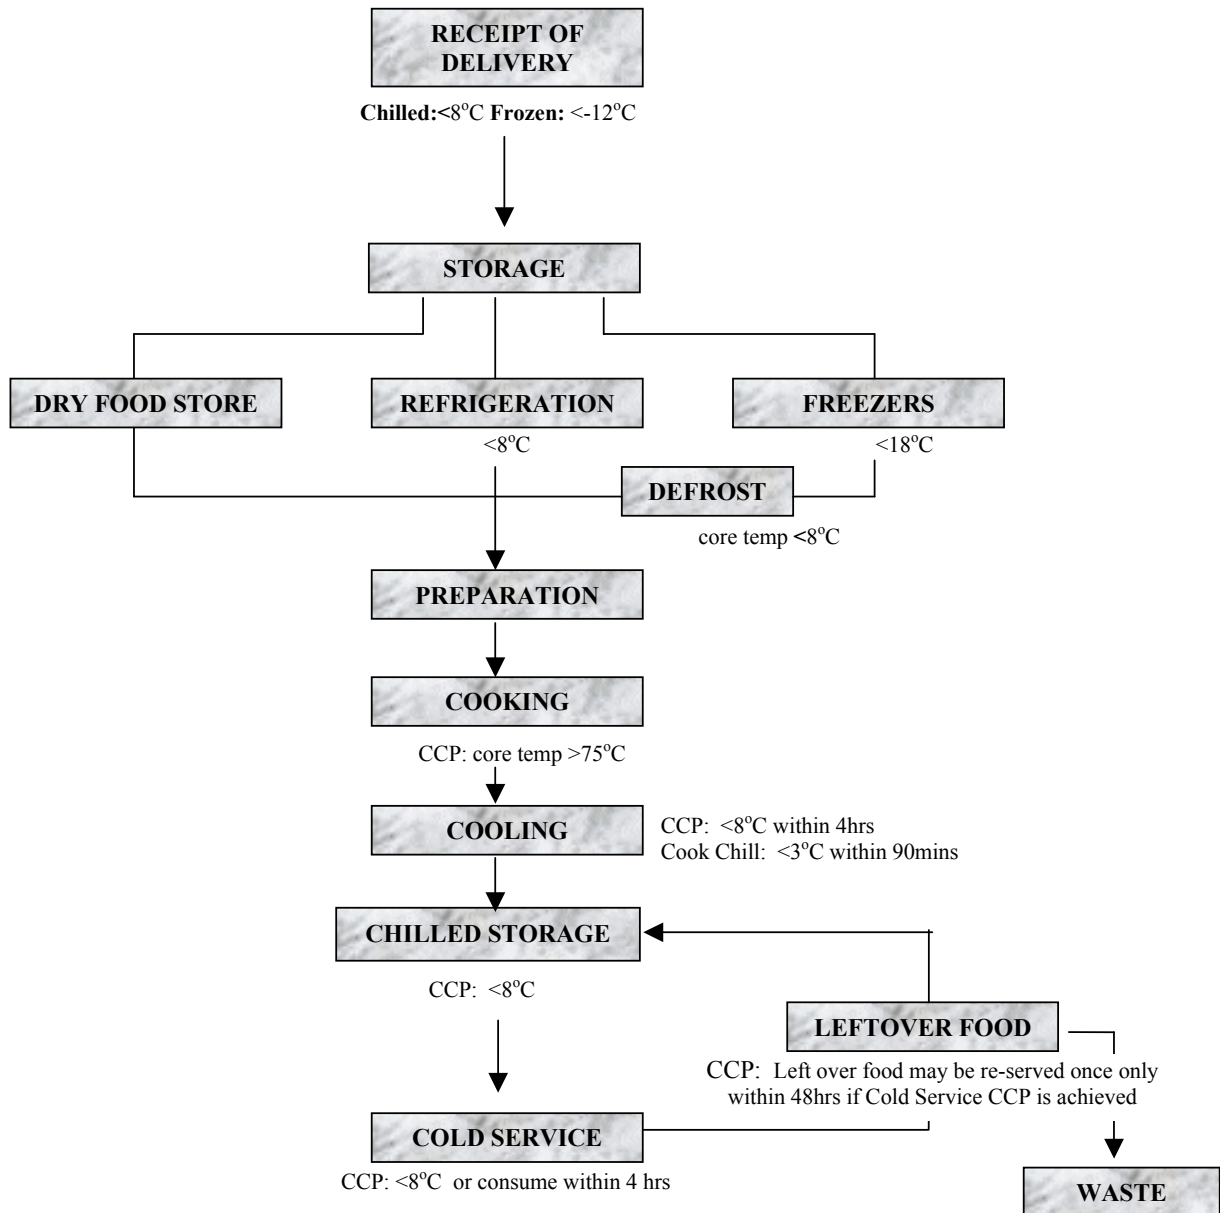 RECEIPT OF
DELIVERY
Chilled:<8°C Frozen: <-12°C
STORAGE
DRY FOOD STORE
REFRIGERATION
FREEZERS
<8°C
<18°C
DEFROST
core temp <8°C
PREPARATION
COOKING
CCP: core temp >75°C
COOLING
CCP: <8°C within 4hrs
Cook Chill: <3°C within 90mins
CHILLED STORAGE
CCP: <8°C
LEFTOVER FOOD
CCP: Left over food may be re-served once only
within 48hrs if Cold Service CCP is achieved
COLD SERVICE
CCP: <8°C or consume within 4 hrs
WASTE